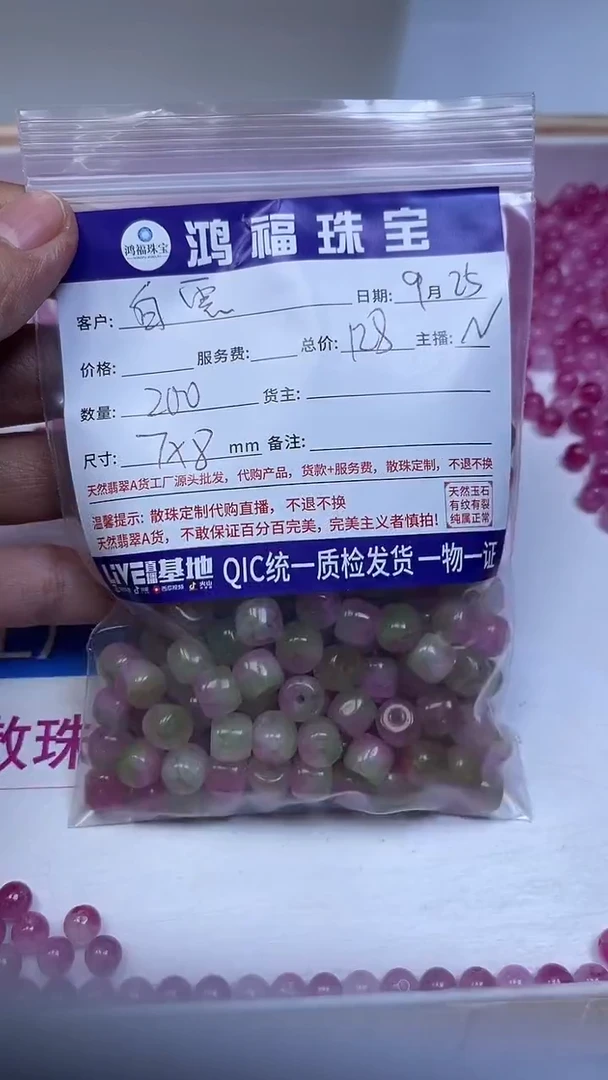 鸿福珠宝 鸿福珠宝
客户: 白云 日期: 9月25
价格: 服务费: 总价: 128 主播: N
数量: 200 货主:
尺寸: 7x8 mm 备注:
天然翡翠A货工厂源头批发，代购产品，货款+服务费，散珠定制，不退不换
温馨提示: 散珠定制代购直播，不退不换
天然翡翠A货，不敢保证百分百完美，完美主义者慎拍！
天然玉石
有纹有裂
纯属正常
LIVE直播基地 QIC统一质检发货 一物一证
散珠